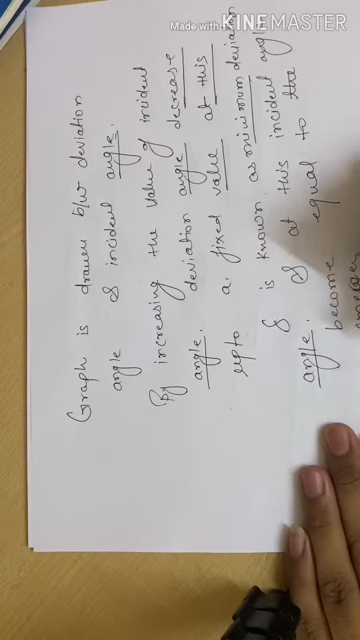 Made with KINEMASTER
Graph is drawn b/w deviation
angle & incident angle.
By increasing the value of incident
angle. deviation angle decrease
upto a. fixed value at this
δ is known as minimum deviation
angle. & at this incident angle
become equal to the